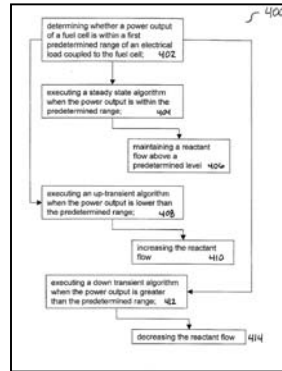 400
determining whether a power output
of a fuel cell is within a first
predetermined range of an electrical
load coupled to the fuel cell; 402
executing a steady state algorithm
when the power output is within the
predetermined range; 404
maintaining a reactant
flow above a
predetermined level 406
executing an up-transient algorithm
when the power output is lower than
the predetermined range; 408
increasing the reactant
flow 410
executing a down transient algorithm
when the power output is greater
than the predetermined range; 412
decreasing the reactant flow 414